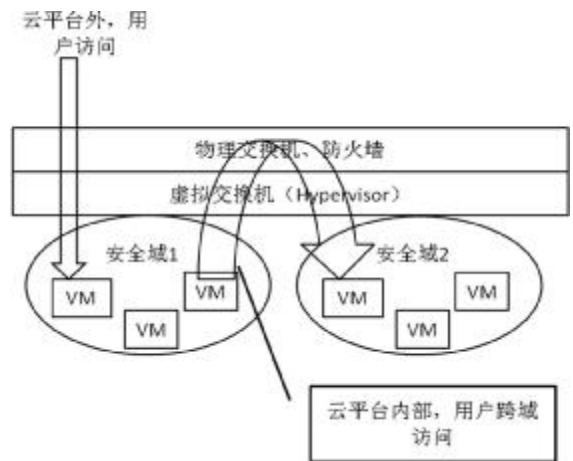 云平台外，用
户访问
物理交换机、防火墙
虚拟交换机（Hypervisor）
安全域1
安全域2
VM
VM
VM
VM
VM
VM
云平台内部，用户跨域
访问